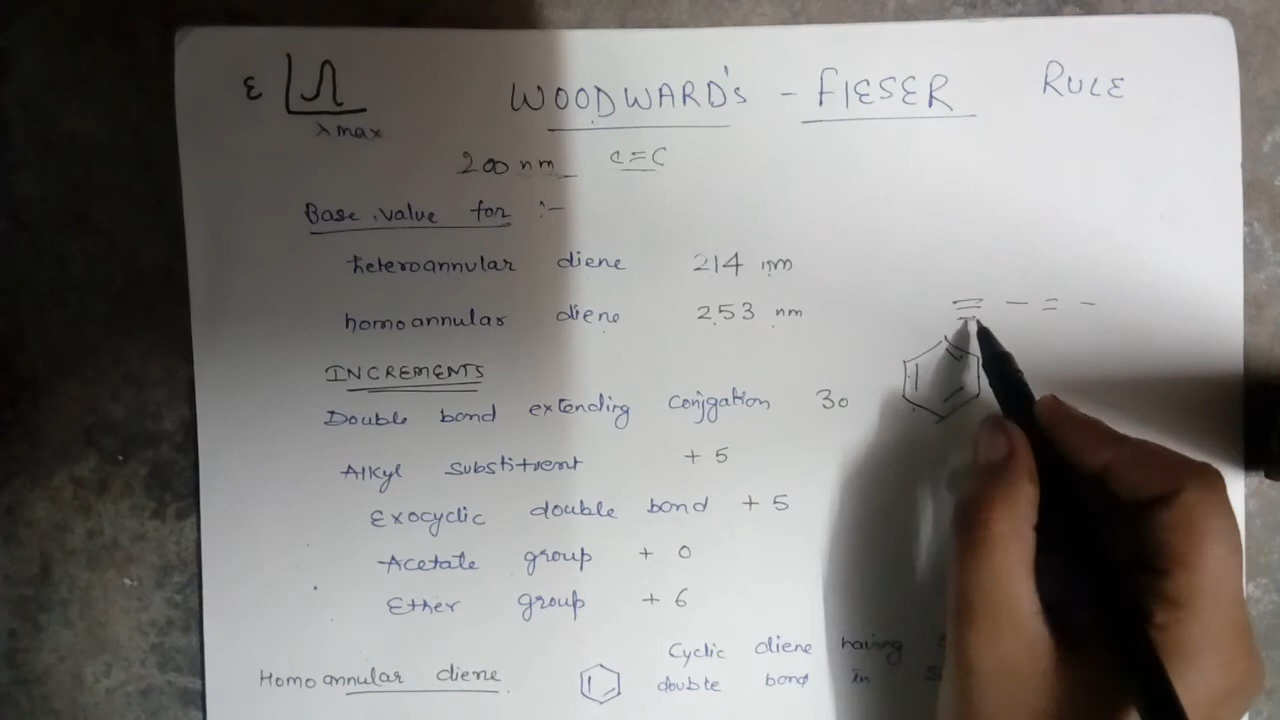 WOODWARD's - FIESER RULE
ε
λ max
200 nm C=C
Base value for :-
heteroannular diene 214 nm
homoannular diene 253 nm
INCREMENTS
Double bond extending Conjgation 30
Alkyl substituent + 5
Exocyclic double bond + 5
Acetate group + 0
Ether group + 6
Cyclic diene having
Homoannular diene double bond in